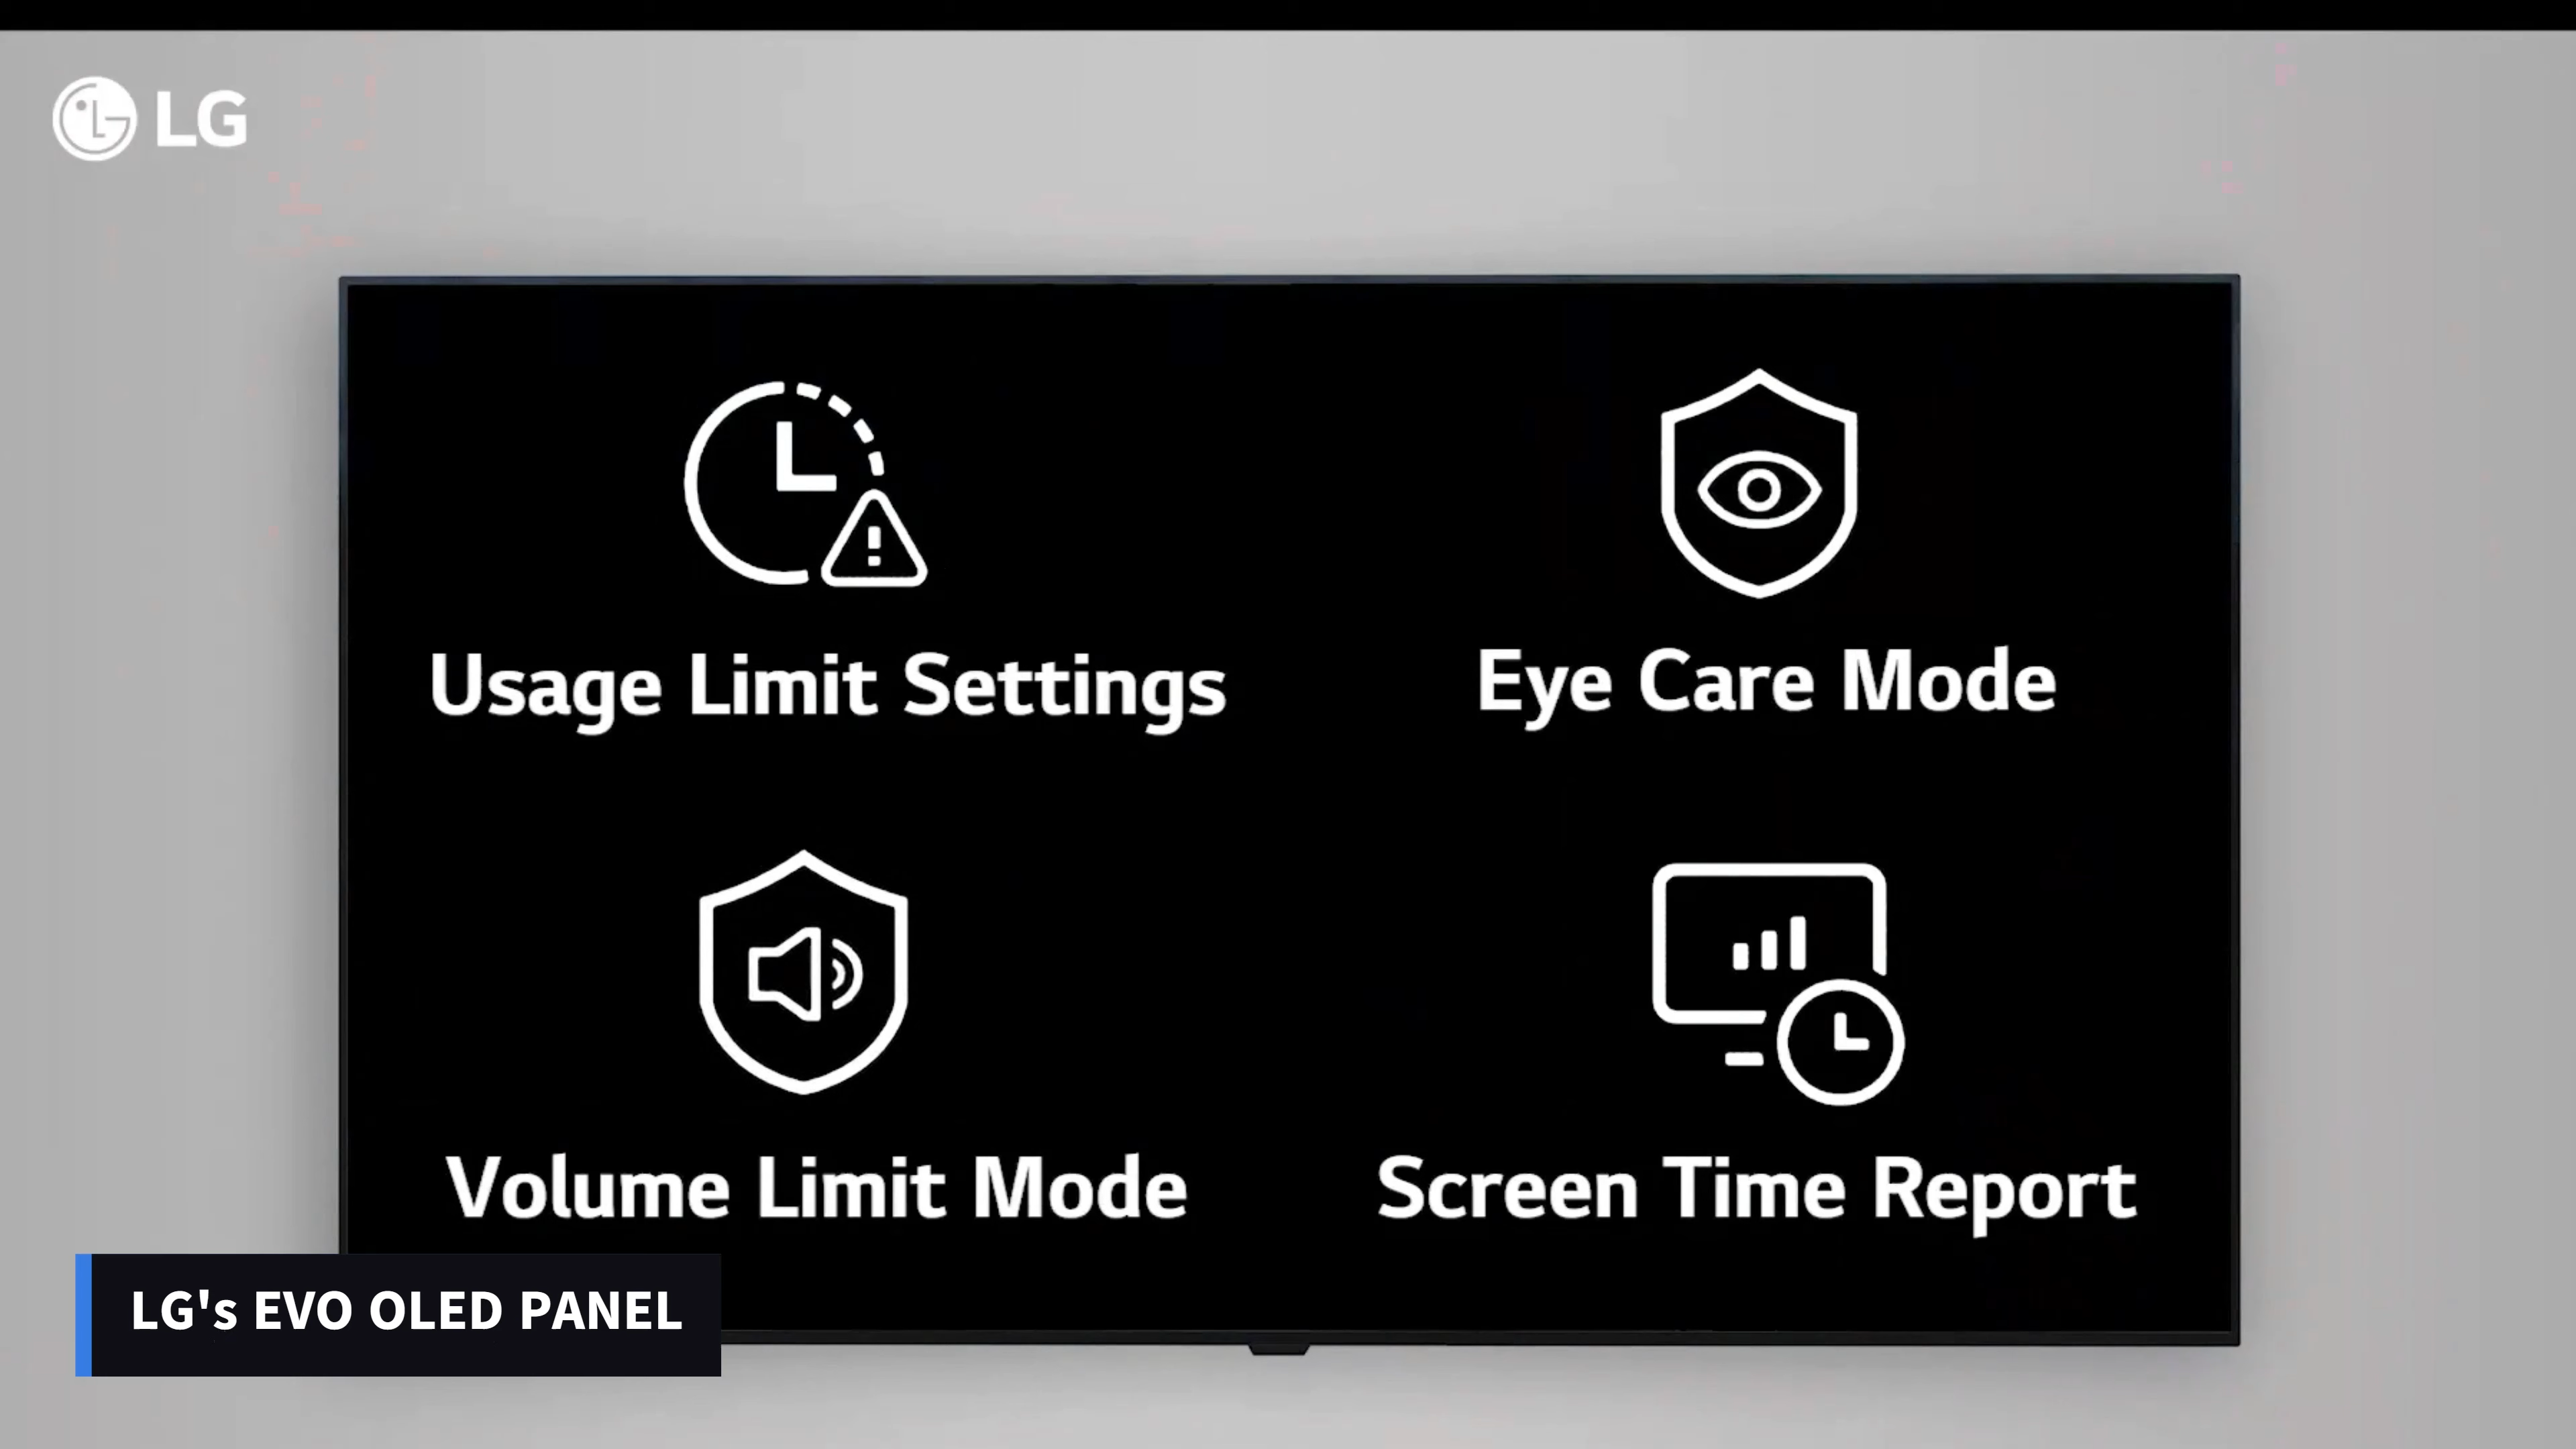 LG
Usage Limit Settings
Eye Care Mode
Volume Limit Mode
Screen Time Report
LG's EVO OLED PANEL